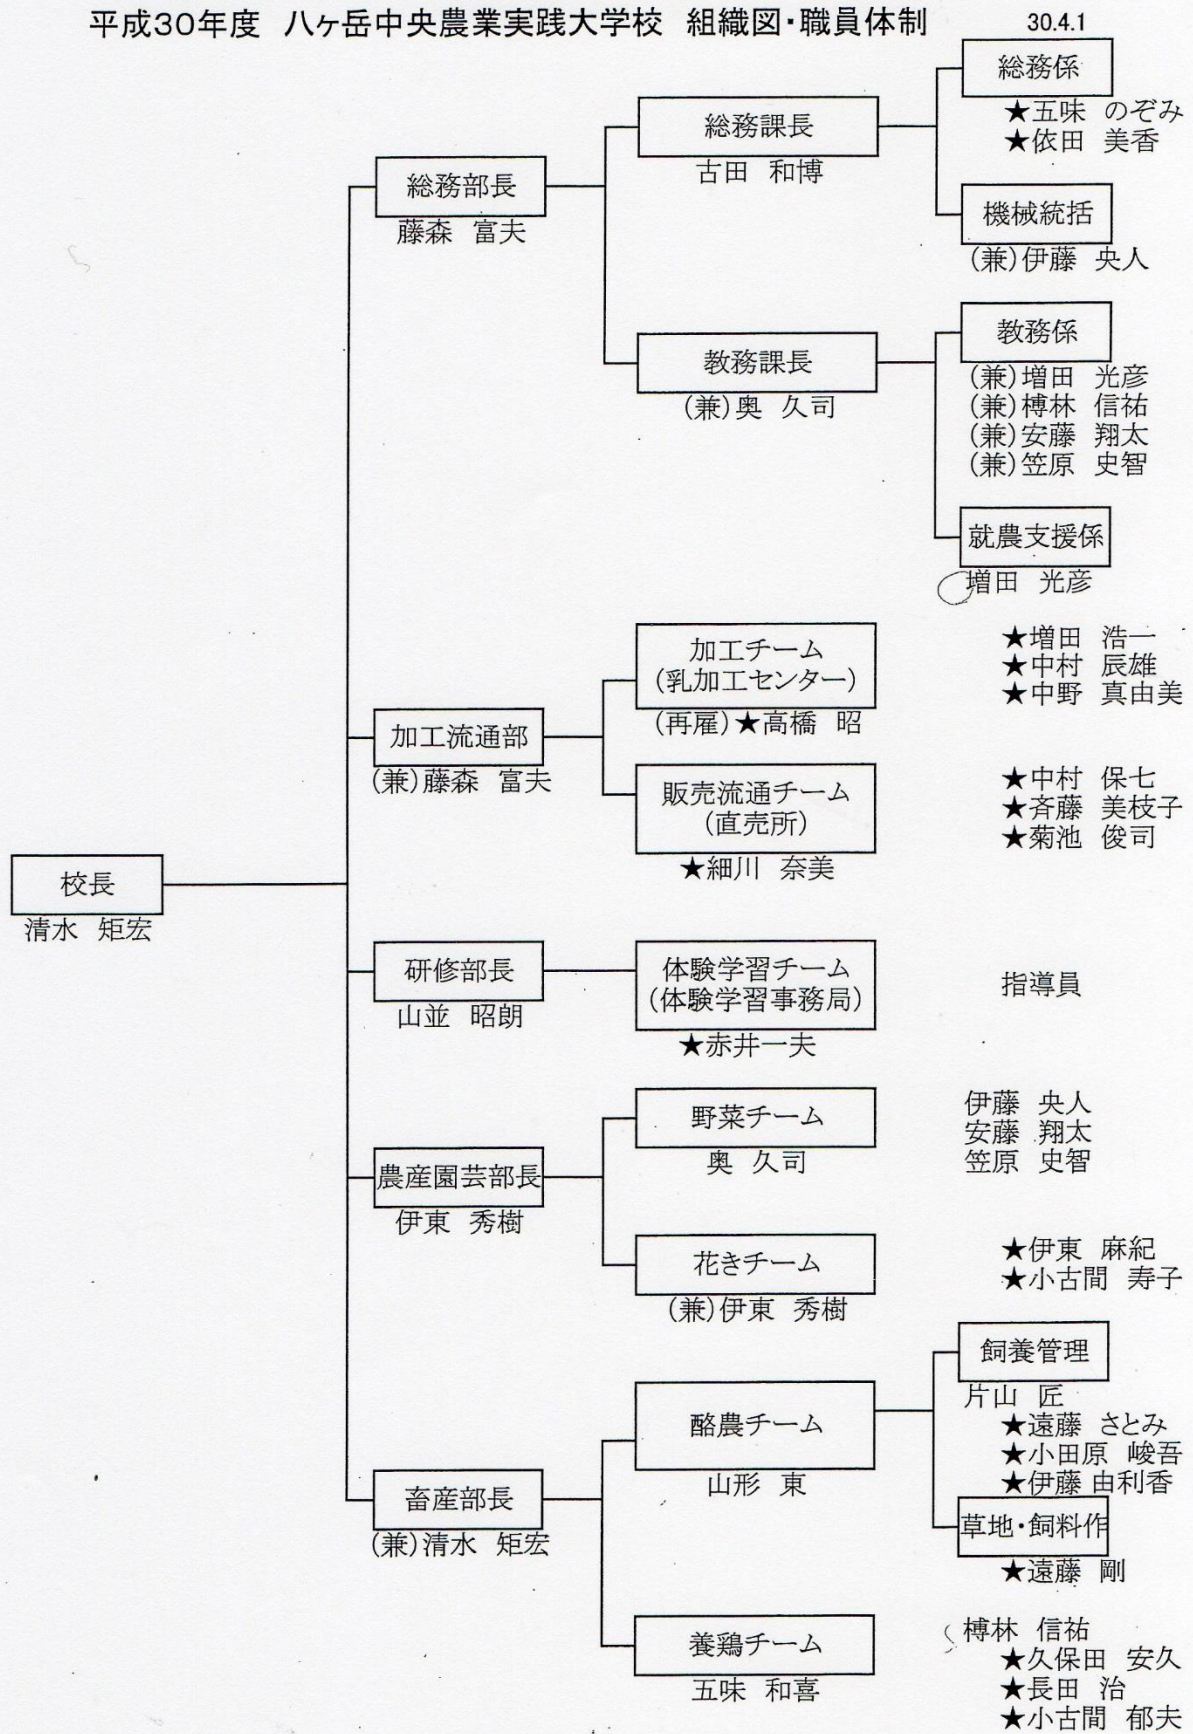 平成30年度 八ヶ岳中央農業実践大学校 組織図・職員体制
30.4.1
校長
清水 矩宏
総務部長
藤森 富夫
総務課長
古田 和博
総務係
★五味 のぞみ
★依田 美香
機械統括
(兼)伊藤 央人
教務課長
(兼)奥 久司
教務係
(兼)増田 光彦
(兼)榑林 信祐
(兼)安藤 翔太
(兼)笠原 史智
就農支援係
増田 光彦
加工流通部
(兼)藤森 富夫
加工チーム
(乳加工センター)
(再雇)★高橋 昭
★増田 浩一
★中村 辰雄
★中野 真由美
販売流通チーム
(直売所)
★細川 奈美
★中村 保七
★斉藤 美枝子
★菊池 俊司
研修部長
山並 昭朗
体験学習チーム
(体験学習事務局)
★赤井一夫
指導員
農産園芸部長
伊東 秀樹
野菜チーム
奥 久司
伊藤 央人
安藤 翔太
笠原 史智
花きチーム
(兼)伊東 秀樹
★伊東 麻紀
★小古間 寿子
畜産部長
(兼)清水 矩宏
酪農チーム
山形 東
飼養管理
片山 匠
★遠藤 さとみ
★小田原 峻吾
★伊藤 由利香
草地・飼料作
★遠藤 剛
養鶏チーム
五味 和喜
榑林 信祐
★久保田 安久
★長田 治
★小古間 郁夫